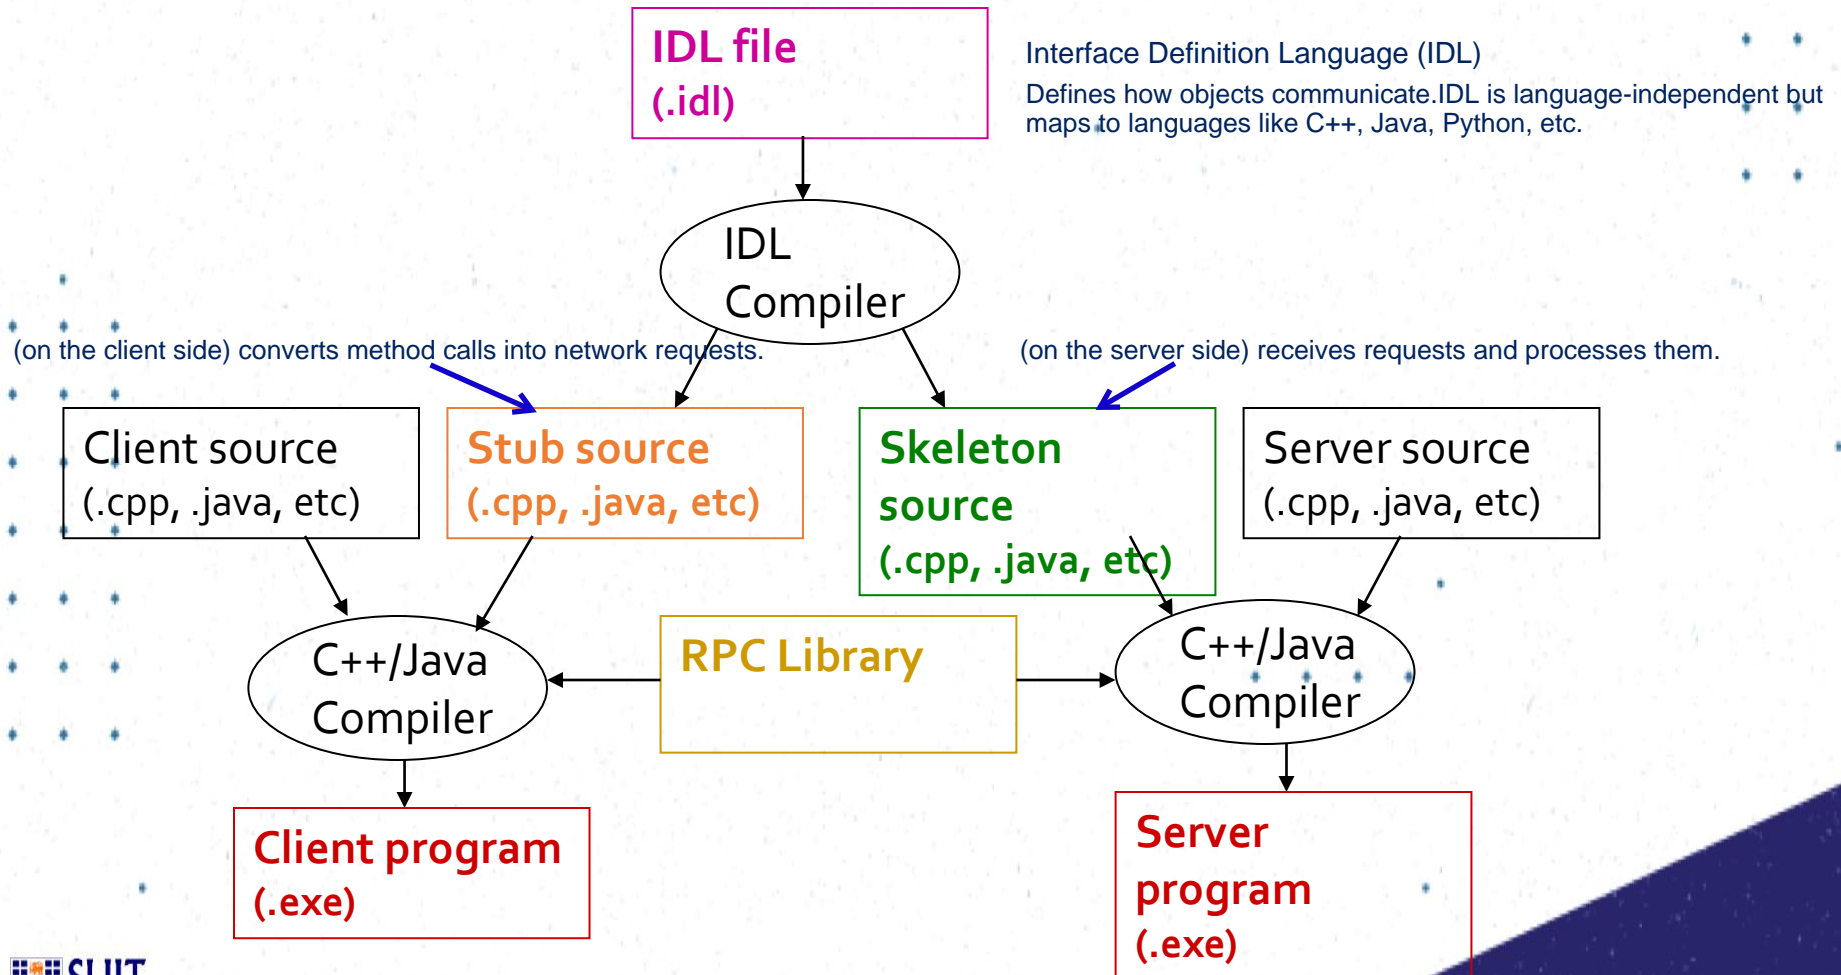 IDL file
(.idl)
Interface Definition Language (IDL)
Defines how objects communicate.IDL is language-independent but
maps to languages like C++, Java, Python, etc.
IDL
Compiler
(on the client side) converts method calls into network requests.
(on the server side) receives requests and processes them.
Client source
(.cpp, .java, etc)
Stub source
(.cpp, .java, etc)
Skeleton
source
(.cpp, .java, etc)
Server source
(.cpp, .java, etc)
C++/Java
Compiler
RPC Library
C++/Java
Compiler
Client program
(.exe)
Server
program
(.exe)
SLIIT